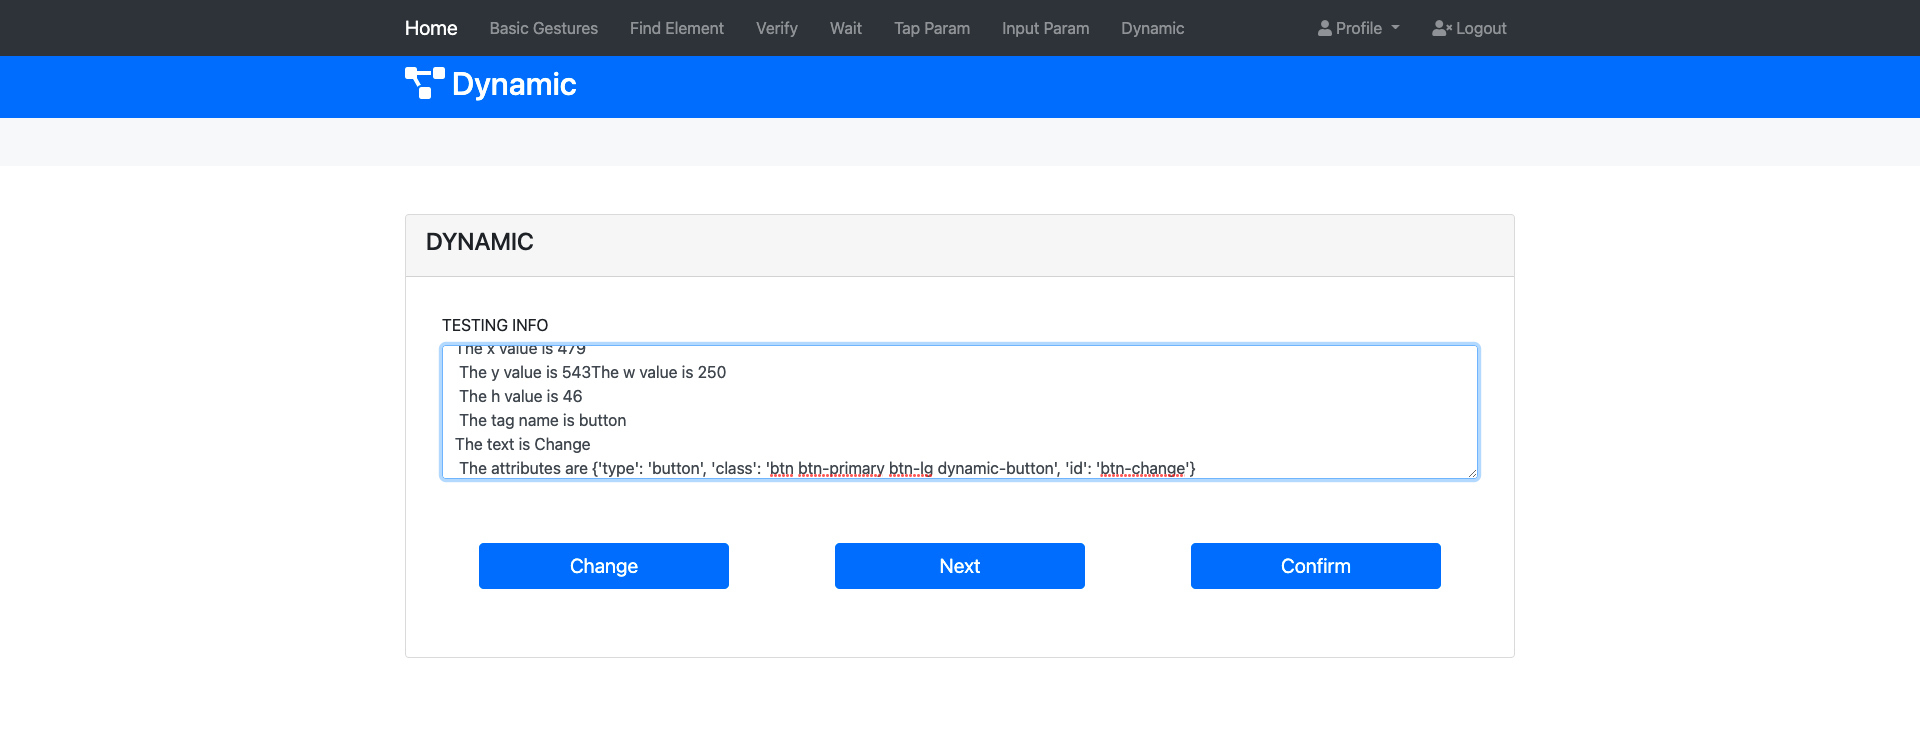 Home Basic Gestures Find Element Verify Wait Tap Param Input Param Dynamic Profile Logout
Dynamic
DYNAMIC
TESTING INFO
The x value is 479
The y value is 543The w value is 250
The h value is 46
The tag name is button
The text is Change
The attributes are {'type': 'button', 'class': 'btn btn-primary btn-lg dynamic-button', 'id': 'btn-change'}
Change Next Confirm